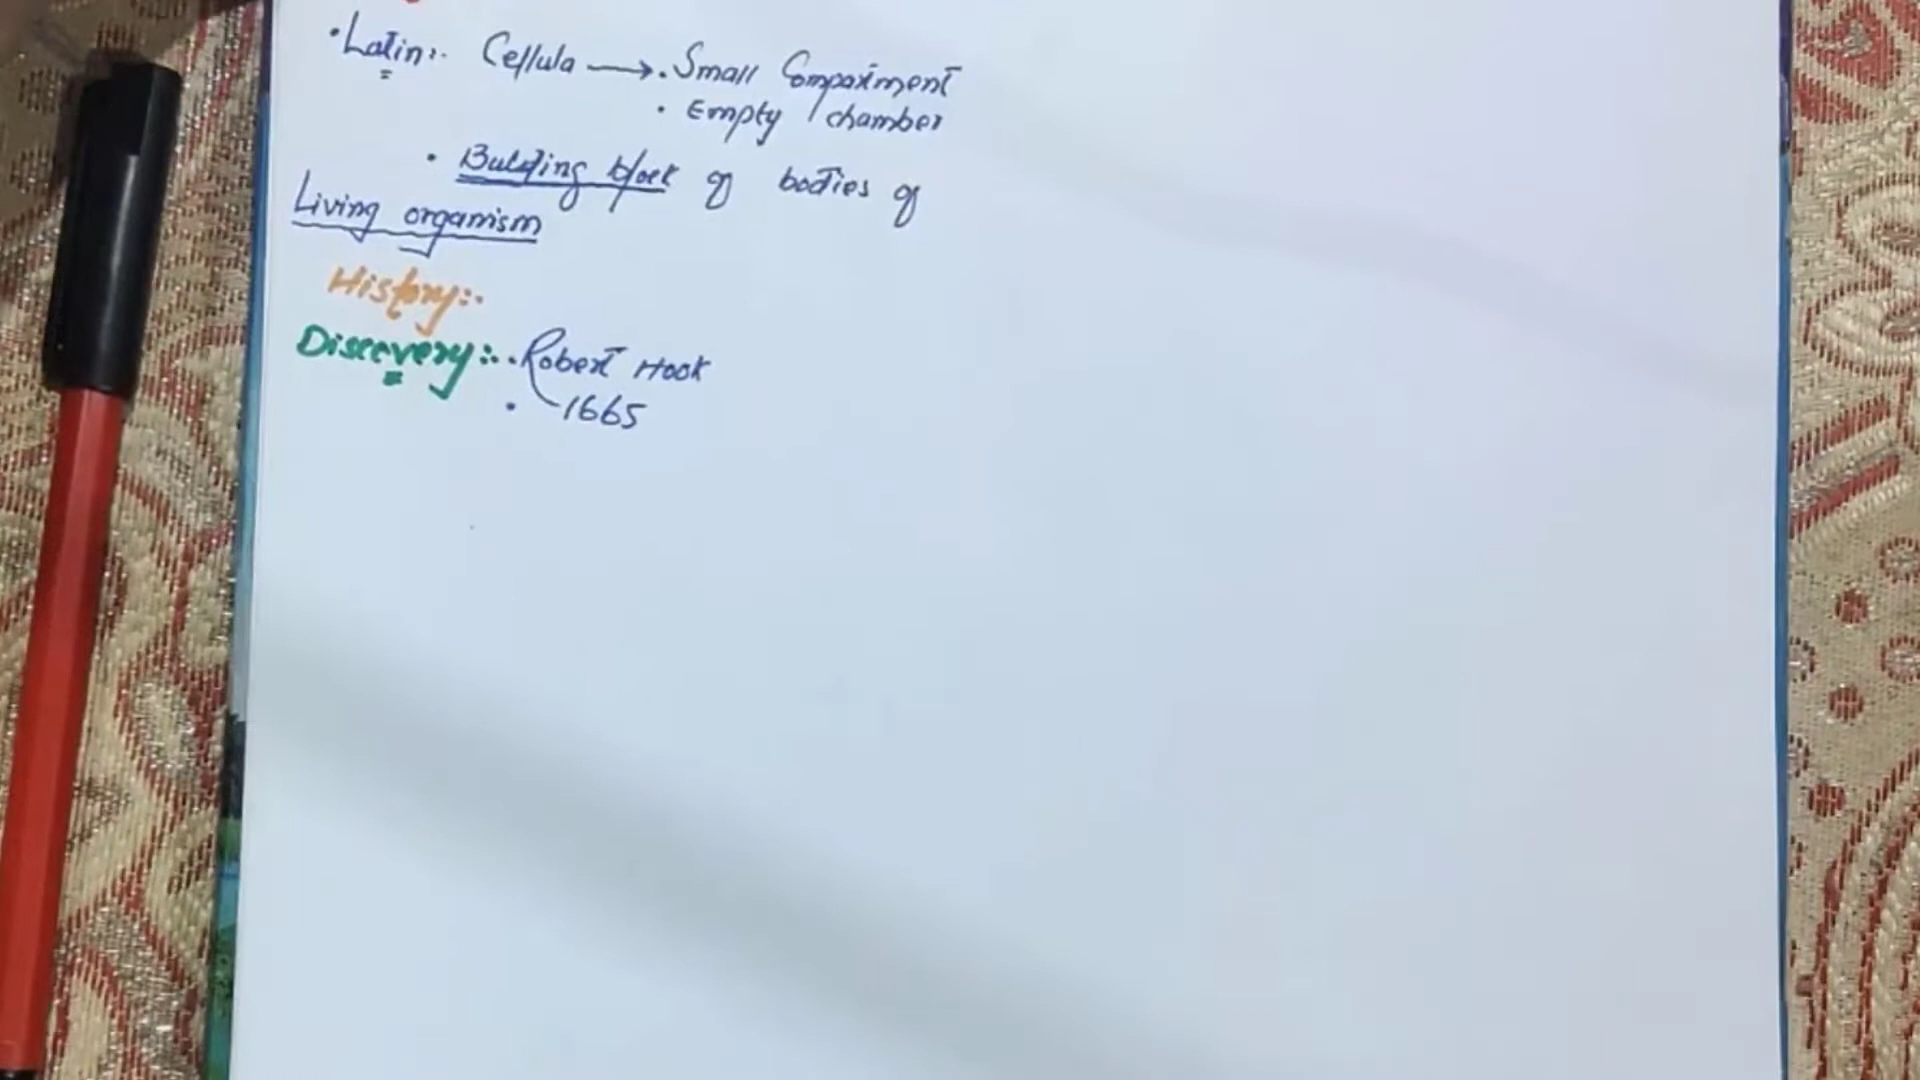 • Latin:- Cellula → • Small Compartment
• Empty chamber
• Building block of bodies of
Living organism
History:-
Discovery:- • Robert Hook
• 1665